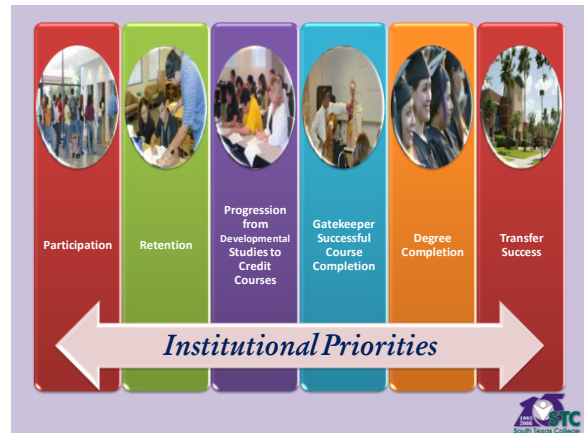 Participation
Retention
Progression
from
Developmental
Studies to
Credit
Courses
Gatekeeper
Successful
Course
Completion
Degree
Completion
Transfer
Success
Institutional Priorities
1993
2008
STC
South Texas College